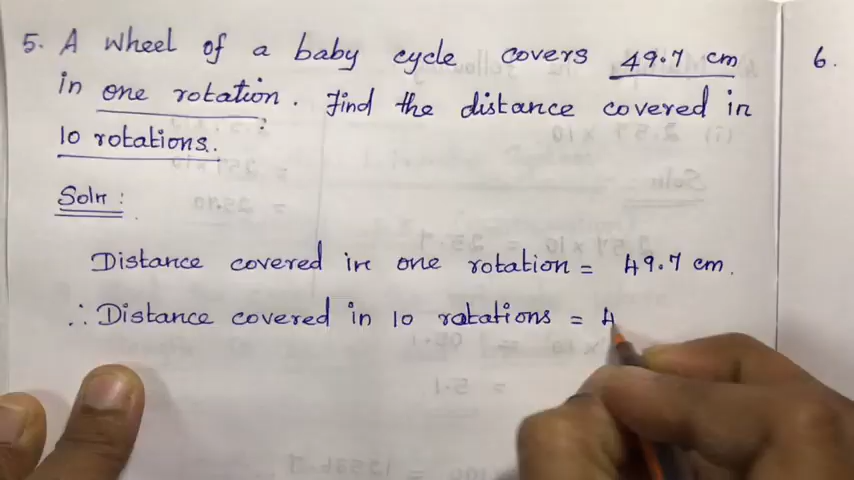 5. A wheel of a baby cycle covers 49.7 cm
in one rotation. Find the distance covered in
10 rotations.
Soln:
Distance covered in one rotation = 49.7 cm.
∴ Distance covered in 10 rotations = 4
6.